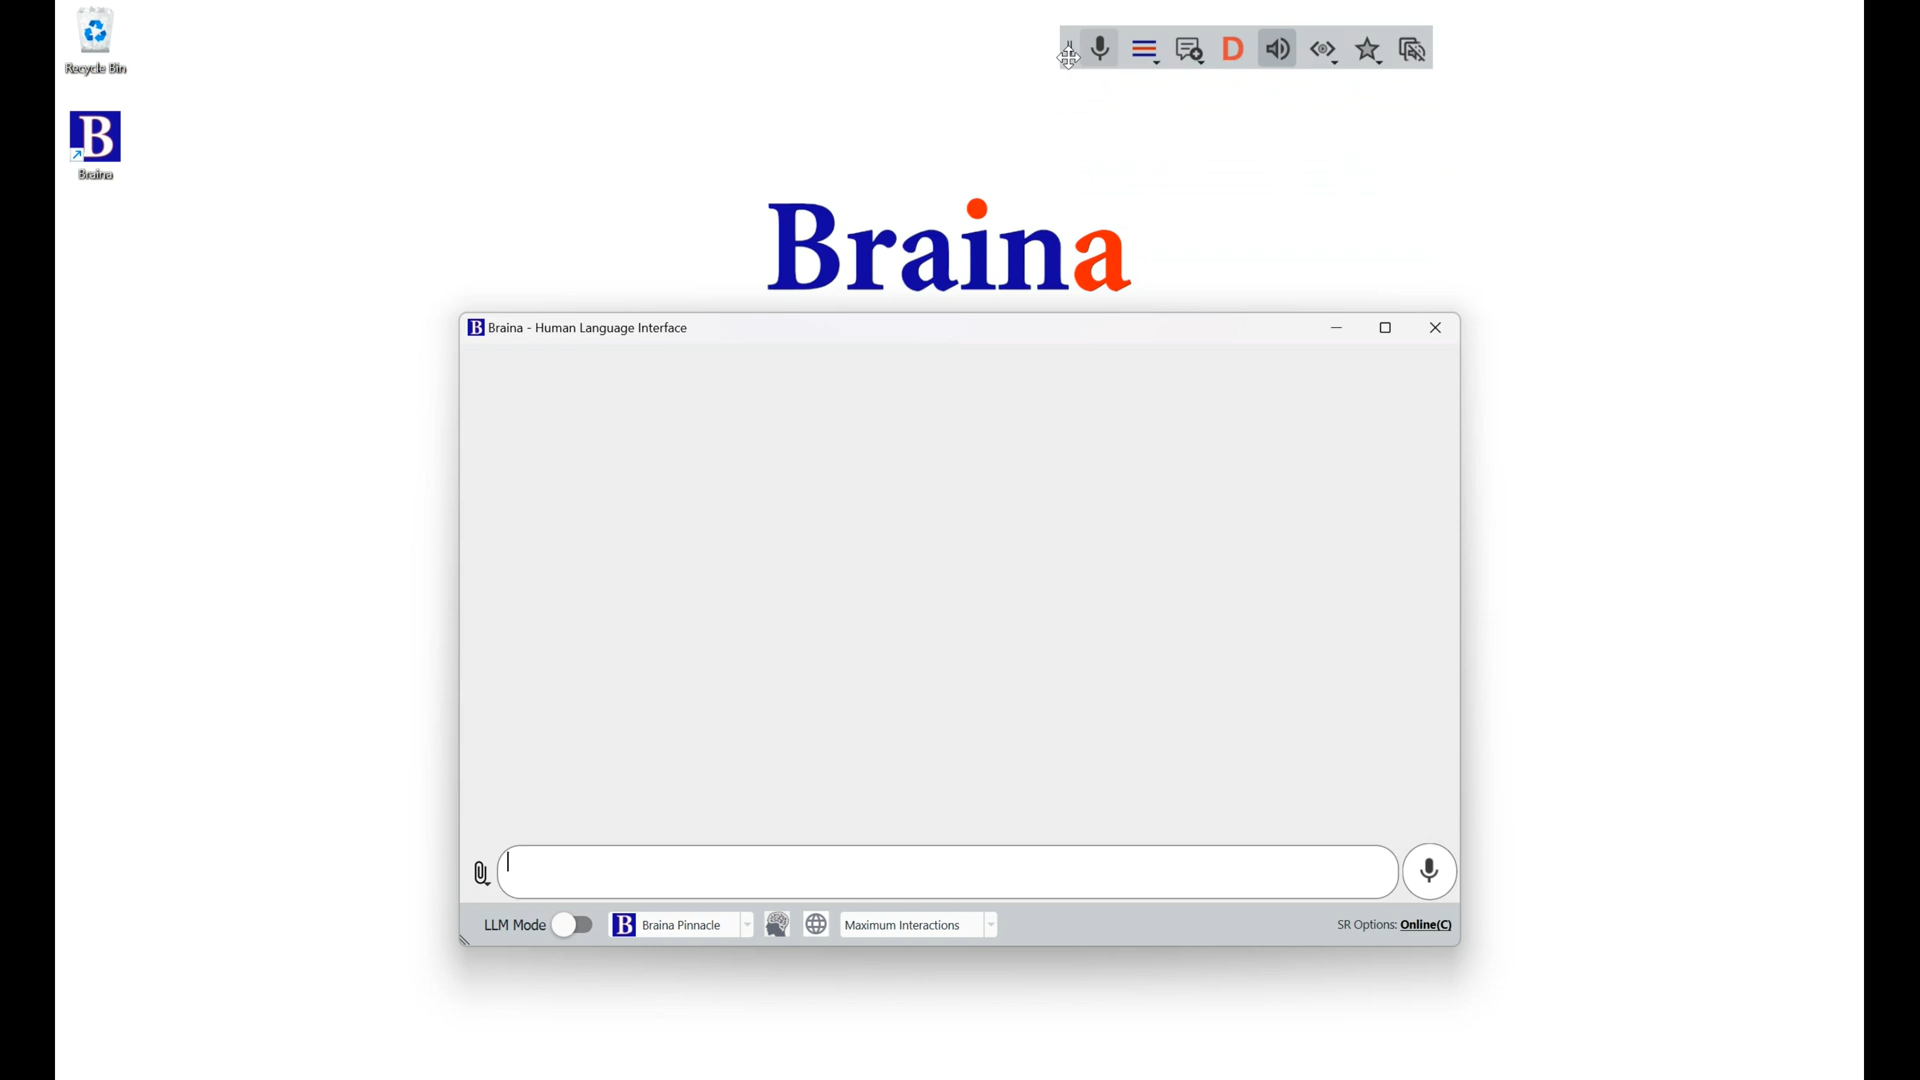 Recycle Bin
D
B
Braina
Braina
B Braina - Human Language Interface
LLM Mode
B Braina Pinnacle
Maximum Interactions
SR Options: Online(C)